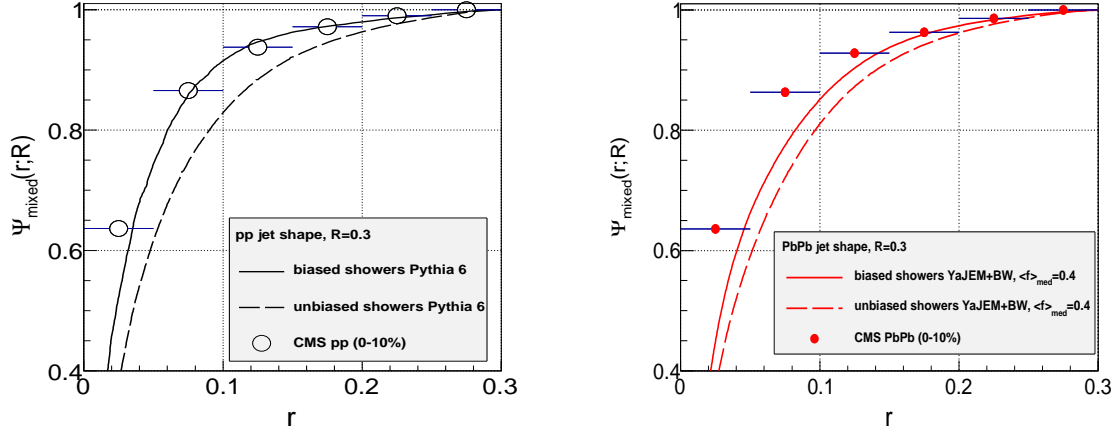 1
0.8
0.6
0.4
Ψmixed(r;R)
pp jet shape, R=0.3
biased showers Pythia 6
unbiased showers Pythia 6
CMS pp (0-10%)
0
0.1
0.2
0.3
r
1
0.8
0.6
0.4
Ψmixed(r;R)
PbPb jet shape, R=0.3
biased showers YaJEM+BW, <f>med=0.4
unbiased showers YaJEM+BW, <f>med=0.4
CMS PbPb (0-10%)
0
0.1
0.2
0.3
r